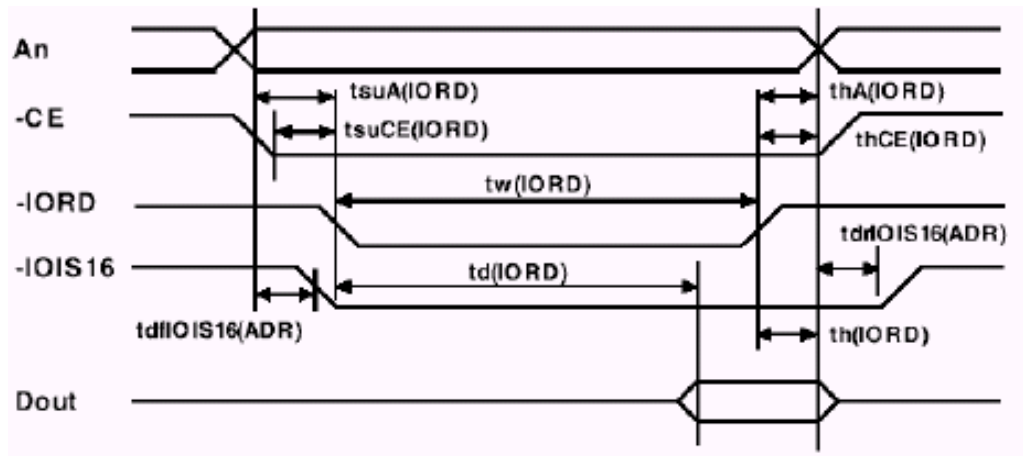 An
tsuA(IORD)
thA(IORD)
-CE
tsuCE(IORD)
thCE(IORD)
tw(IORD)
-IORD
tdrIOIS16(ADR)
-IOIS16
td(IORD)
tdfIOIS16(ADR)
th(IORD)
Dout